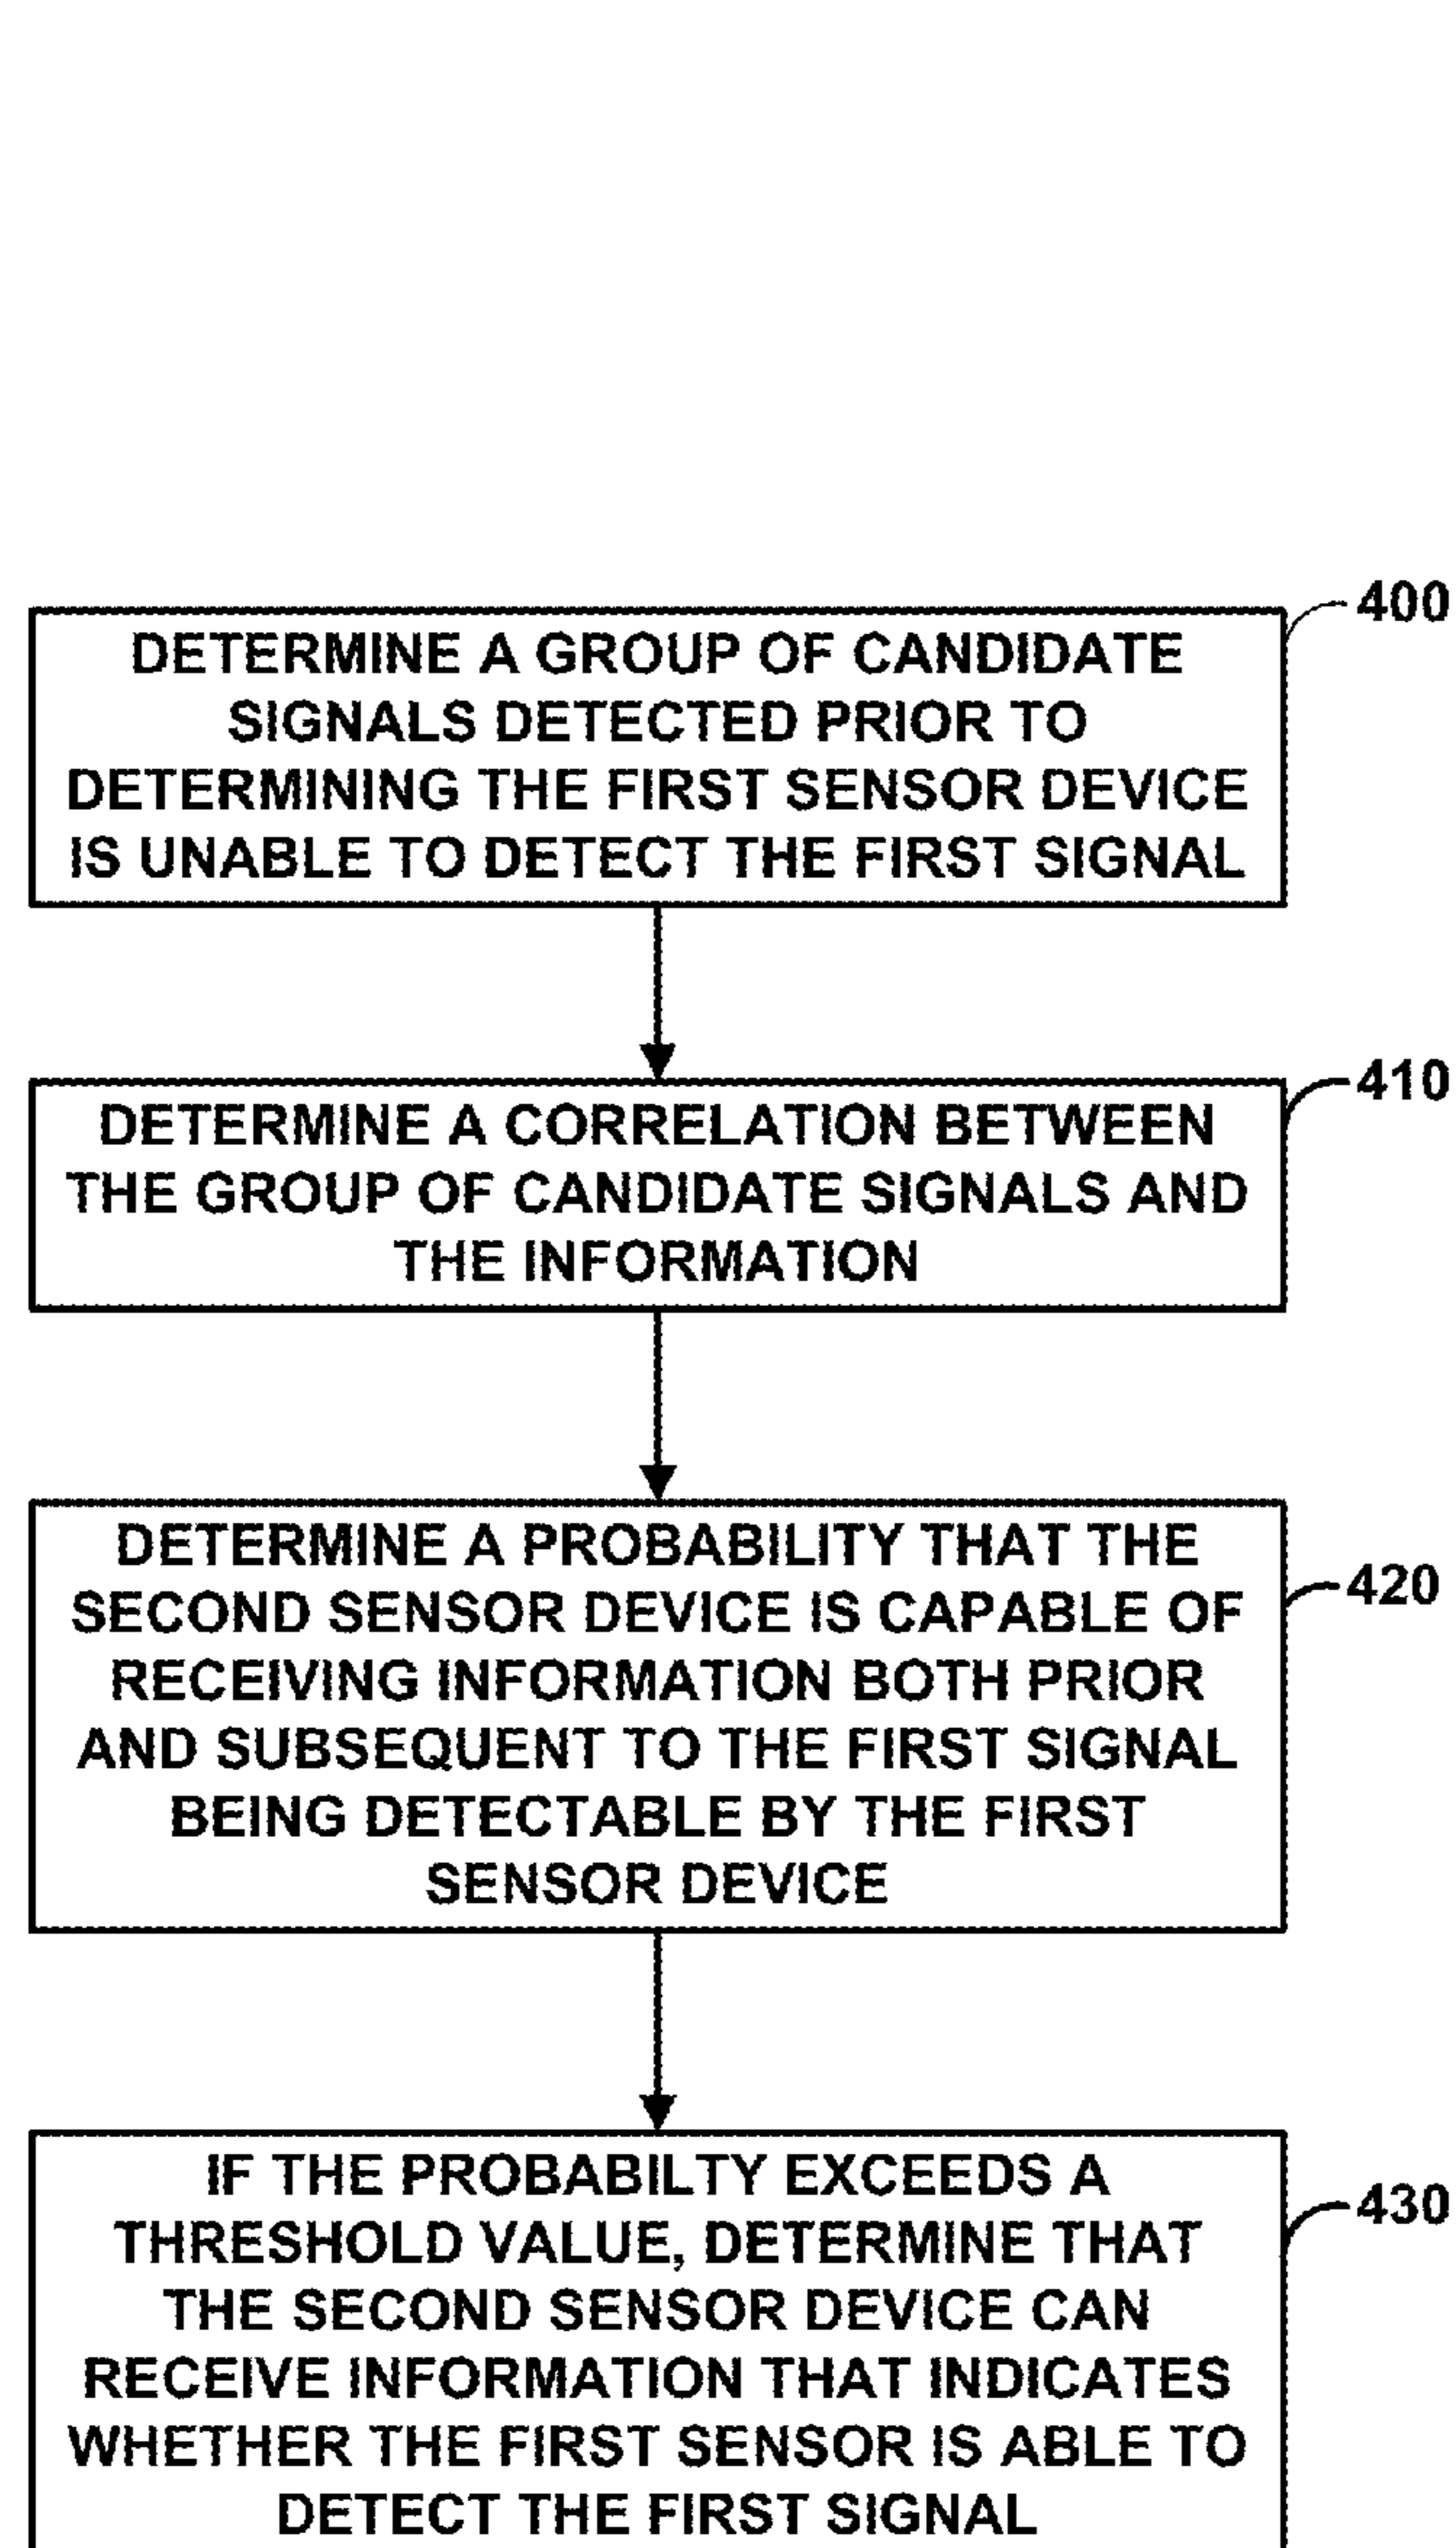 400
DETERMINE A GROUP OF CANDIDATE
SIGNALS DETECTED PRIOR TO
DETERMINING THE FIRST SENSOR DEVICE
IS UNABLE TO DETECT THE FIRST SIGNAL
410
DETERMINE A CORRELATION BETWEEN
THE GROUP OF CANDIDATE SIGNALS AND
THE INFORMATION
420
DETERMINE A PROBABILITY THAT THE
SECOND SENSOR DEVICE IS CAPABLE OF
RECEIVING INFORMATION BOTH PRIOR
AND SUBSEQUENT TO THE FIRST SIGNAL
BEING DETECTABLE BY THE FIRST
SENSOR DEVICE
430
IF THE PROBABILTY EXCEEDS A
THRESHOLD VALUE, DETERMINE THAT
THE SECOND SENSOR DEVICE CAN
RECEIVE INFORMATION THAT INDICATES
WHETHER THE FIRST SENSOR IS ABLE TO
DETECT THE FIRST SIGNAL